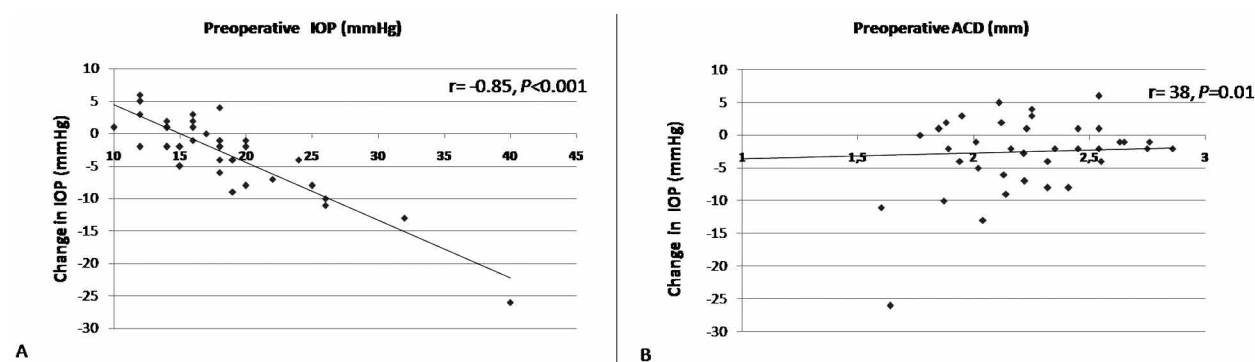 Preoperative IOP (mmHg)
r= -0.85, P<0.001
Change in IOP (mmHg)
10
5
0
-5
-10
-15
-20
-25
-30
10 15 20 25 30 35 40 45
A
Preoperative ACD (mm)
r= 38, P=0.01
Change in IOP (mmHg)
10
5
0
-5
-10
-15
-20
-25
-30
1 1,5 2 2,5 3
B